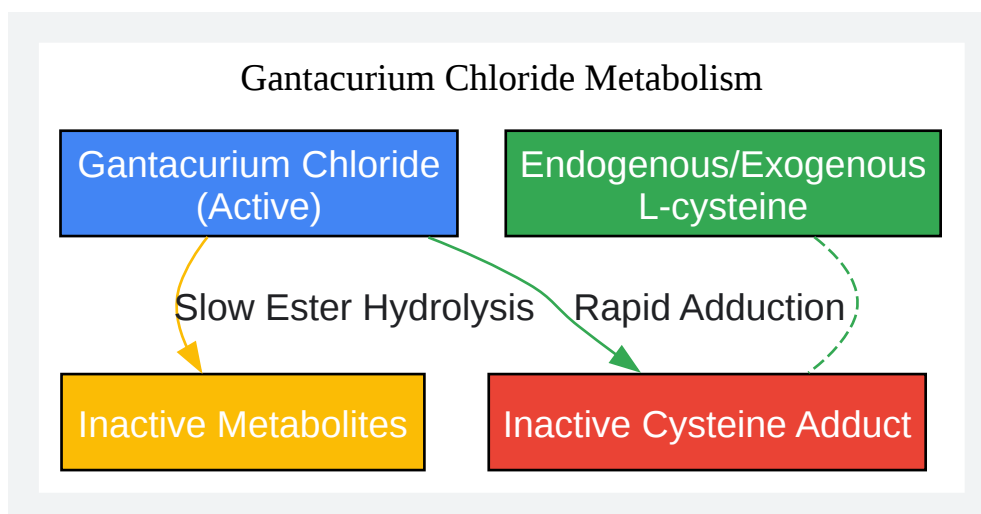 Gantacurium Chloride Metabolism
Gantacurium Chloride
(Active)
Endogenous/Exogenous
L-cysteine
Slow Ester Hydrolysis
Rapid Adduction
Inactive Metabolites
Inactive Cysteine Adduct